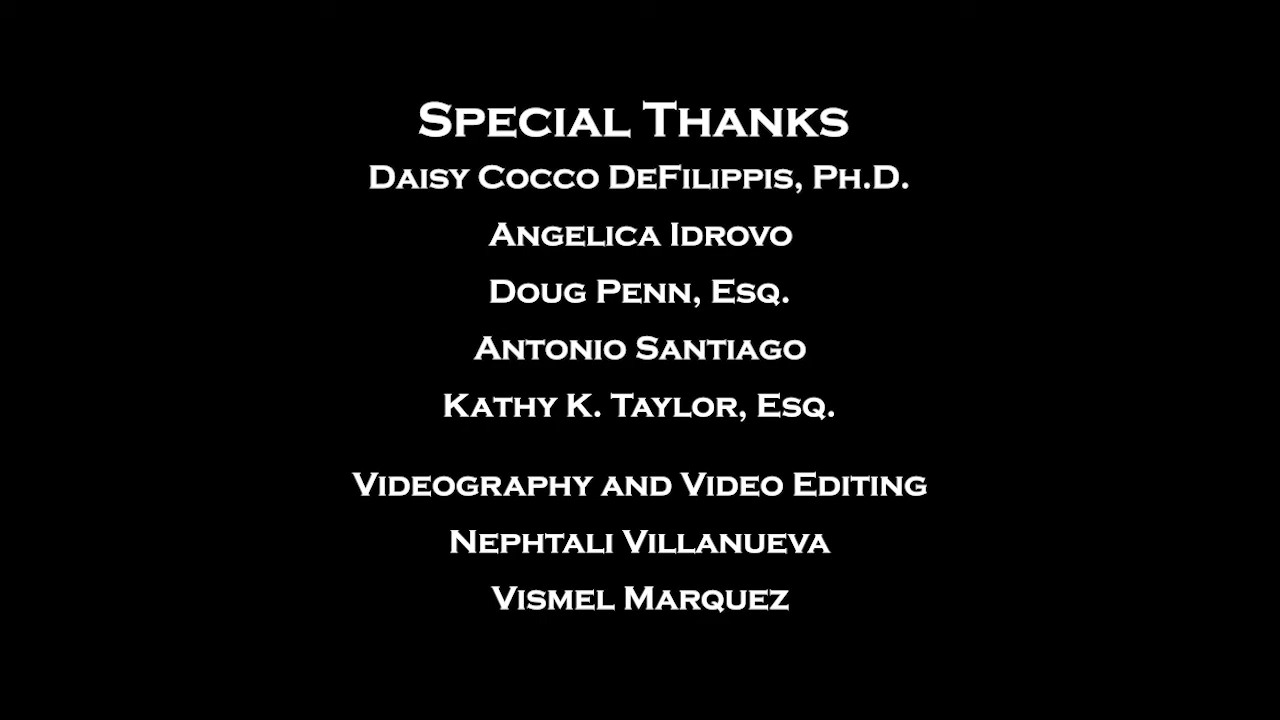 Special Thanks
Daisy Cocco DeFilippis, Ph.D.
Angelica Idrovo
Doug Penn, Esq.
Antonio Santiago
Kathy K. Taylor, Esq.
Videography and Video Editing
Nephtali Villanueva
Vismel Marquez